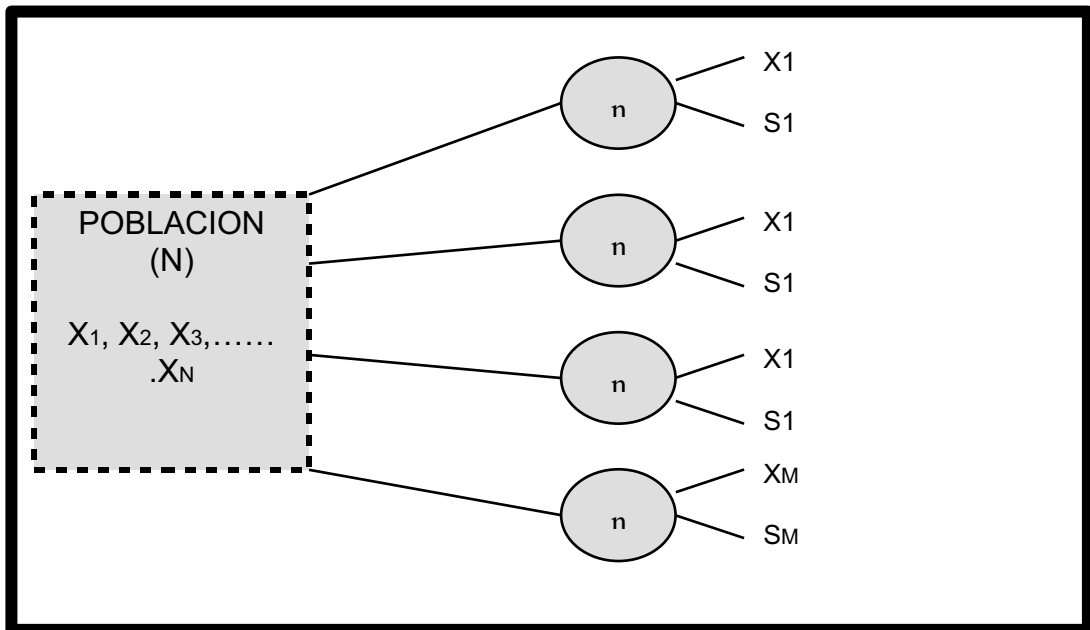 POBLACION
(N)
X1, X2, X3,......
.XN
n
X1
S1
n
X1
S1
n
X1
S1
n
XM
SM